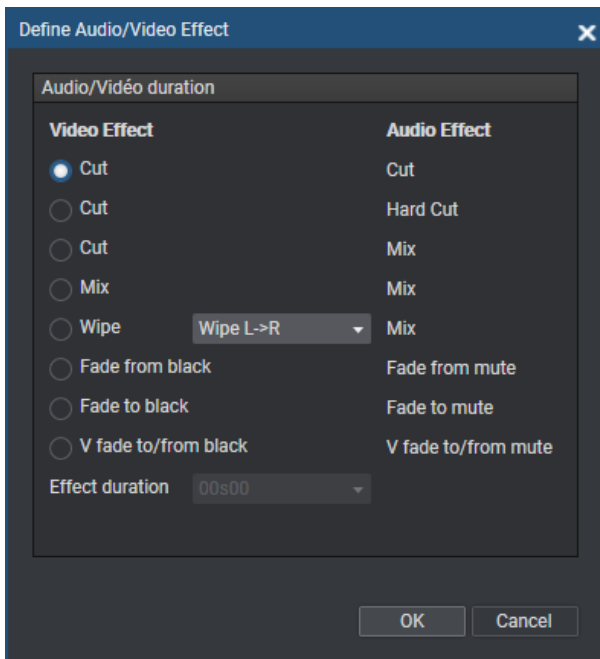 Define Audio/Video Effect
Audio/Vidéo duration
Video Effect Audio Effect
Cut Cut
Cut Hard Cut
Cut Mix
Mix Mix
Wipe Wipe L->R Mix
Fade from black Fade from mute
Fade to black Fade to mute
V fade to/from black V fade to/from mute
Effect duration 00s00
OK Cancel